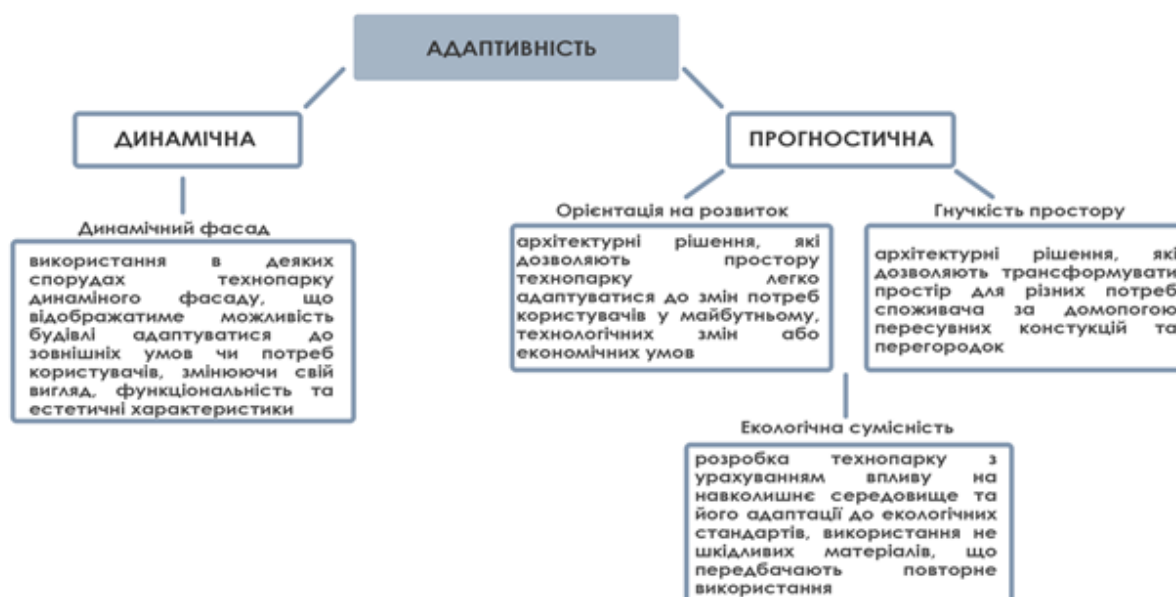 АДАПТИВНІСТЬ
ДИНАМІЧНА
ПРОГНОСТИЧНА
Динамічний фасад
використання в деяких
спорудах технопарку
динаміного фасаду, що
відображатиме можливість
будівлі адаптуватися до
зовнішніх умов чи потреб
користувачів, змінюючи свій
вигляд, функціональність та
естетичні характеристики
Орієнтація на розвиток
архітектурні рішення, які
дозволяють простору
технопарку легко
адаптуватися до змін потреб
користувачів у майбутньому,
технологічних змін або
економічних умов
Гнучкість простору
архітектурні рішення, які
дозволяють трансформувати
простір для різних потреб
споживача за домопогою
пересувних констукцій та
перегородок
Екологічна сумісність
розробка технопарку з
урахуванням впливу на
навколишнє середовище та
його адаптації до екологічних
стандартів, використання не
шкідливих матеріалів, що
передбачають повторне
використання